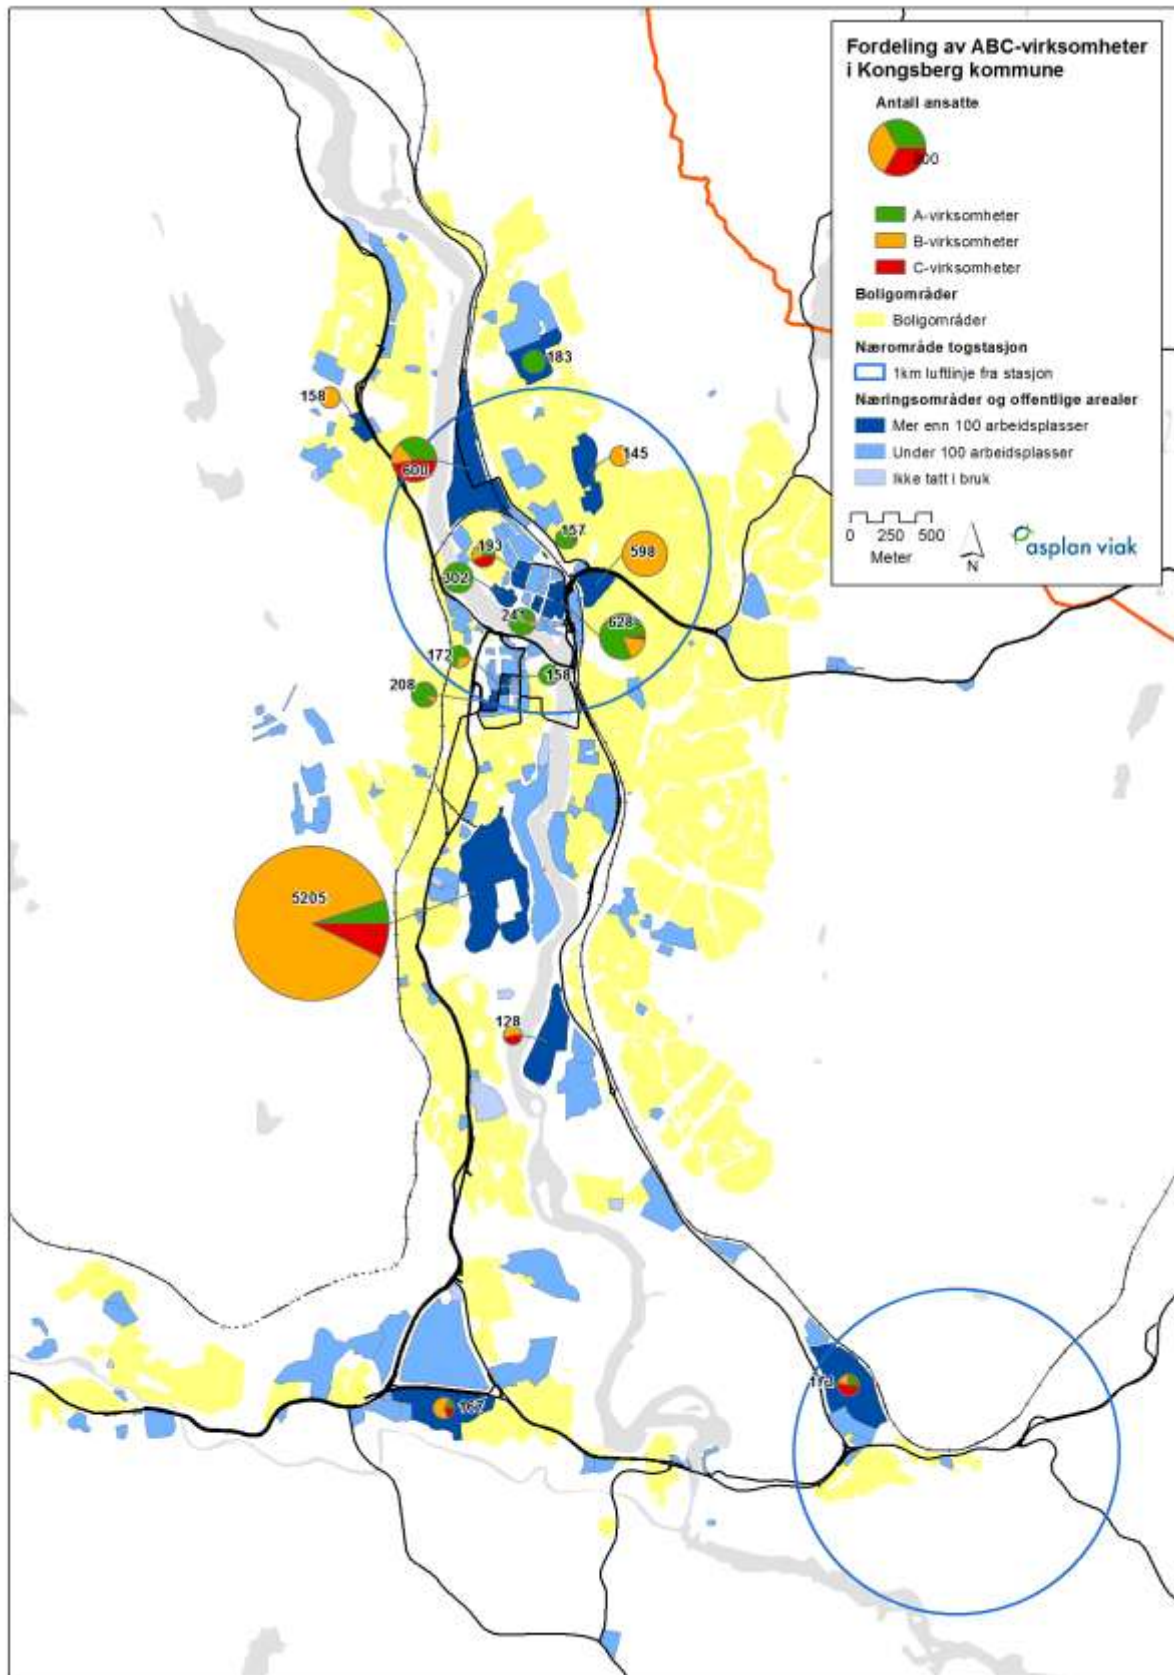 Fordeling av ABC-virksomheter
i Kongsberg kommune
Antall ansatte
A-virksomheter
B-virksomheter
C-virksomheter
Boligområder
Boligområder
Nærområde togstasjon
1km luftlinje fra stasjon
Næringsområder og offentlige arealer
Mer enn 100 arbeidsplasser
Under 100 arbeidsplasser
Ikke tatt i bruk
0 250 500
Meter
N
asplan viak
183
158
145
600
157
193
598
302
628
172
158
208
5205
128
167